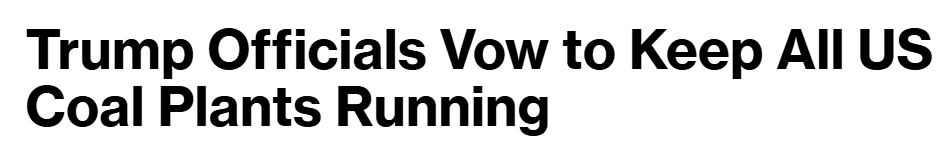 Trump Officials Vow to Keep All US
Coal Plants Running